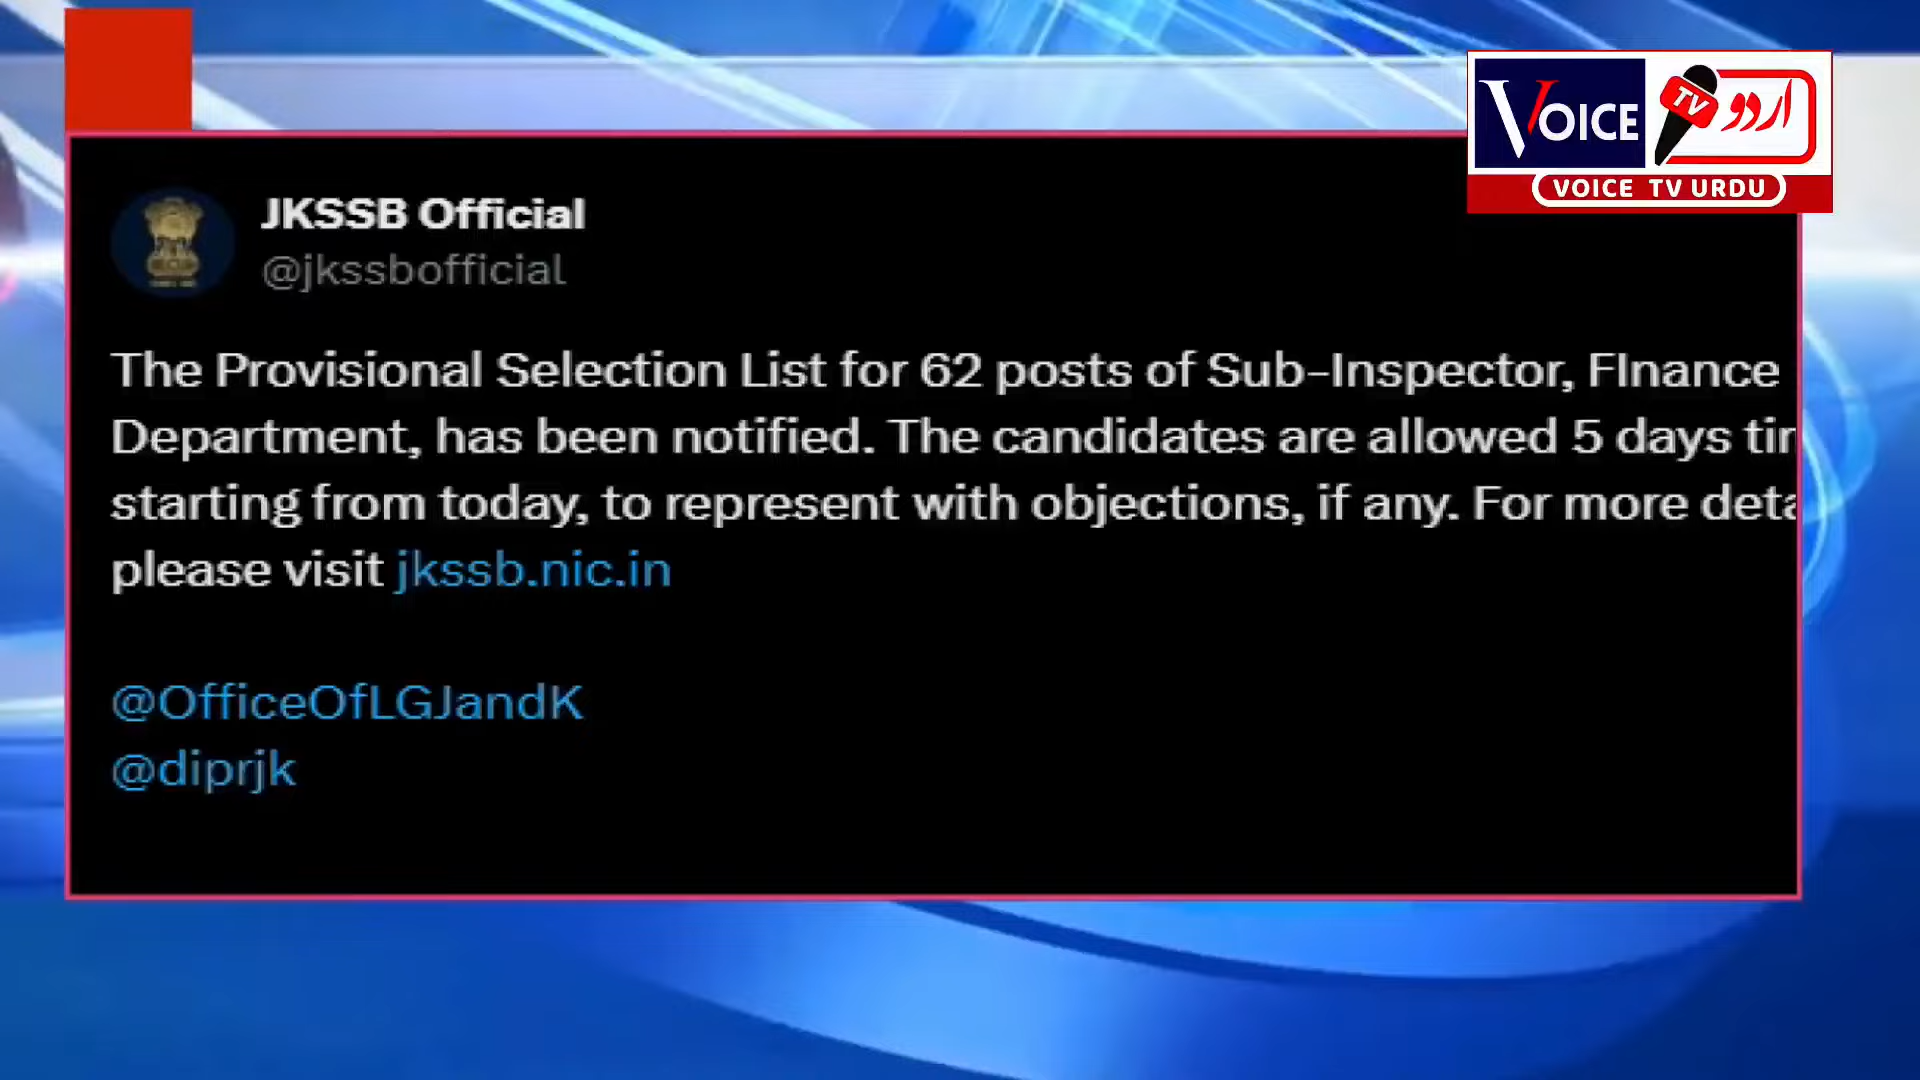 VOICE
TV
اردو
VOICE TV URDU
JKSSB Official
@jkssbofficial
The Provisional Selection List for 62 posts of Sub-Inspector, FInance
Department, has been notified. The candidates are allowed 5 days
starting from today, to represent with objections, if any. For more
please visit jkssb.nic.in
@OfficeOfLGJandK
@diprjk